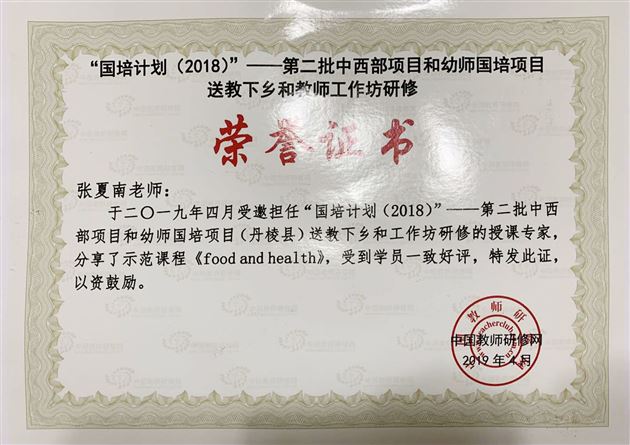 “国培计划（2018）”——第二批中西部项目和幼师国培项目
送教下乡和教师工作坊研修
荣誉证书
张夏南老师：
于二〇一九年四月受邀担任“国培计划（2018）”——第二批中西
部项目和幼师国培项目（丹棱县）送教下乡和工作坊研修的授课专家，
分享了示范课程《food and health》，受到学员一致好评，特发此证，
以资鼓励。
中国教师研修网
2019 年 4 月